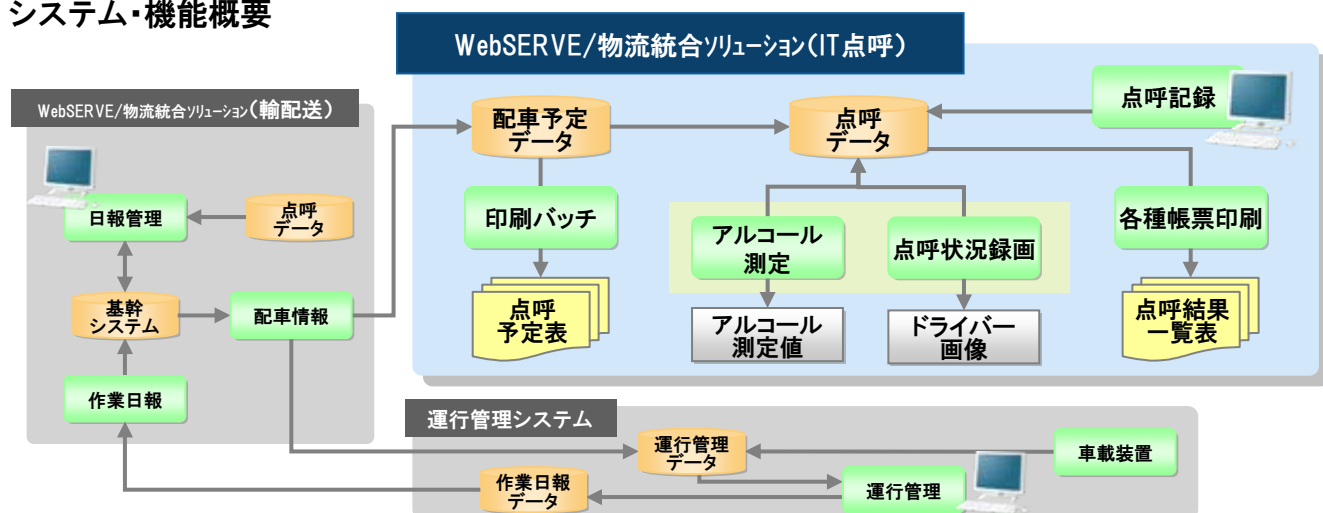 システム・機能概要
WebSERVE/物流統合ソリューション(IT点呼)
配車予定
データ
点呼
データ
点呼記録
印刷バッチ
アルコール
測定
点呼状況録画
各種帳票印刷
点呼
予定表
アルコール
測定値
ドライバー
画像
点呼結果
一覧表
WebSERVE/物流統合ソリューション(輸配送)
日報管理
点呼
データ
基幹
システム
配車情報
作業日報
運行管理システム
運行管理
データ
車載装置
作業日報
データ
運行管理